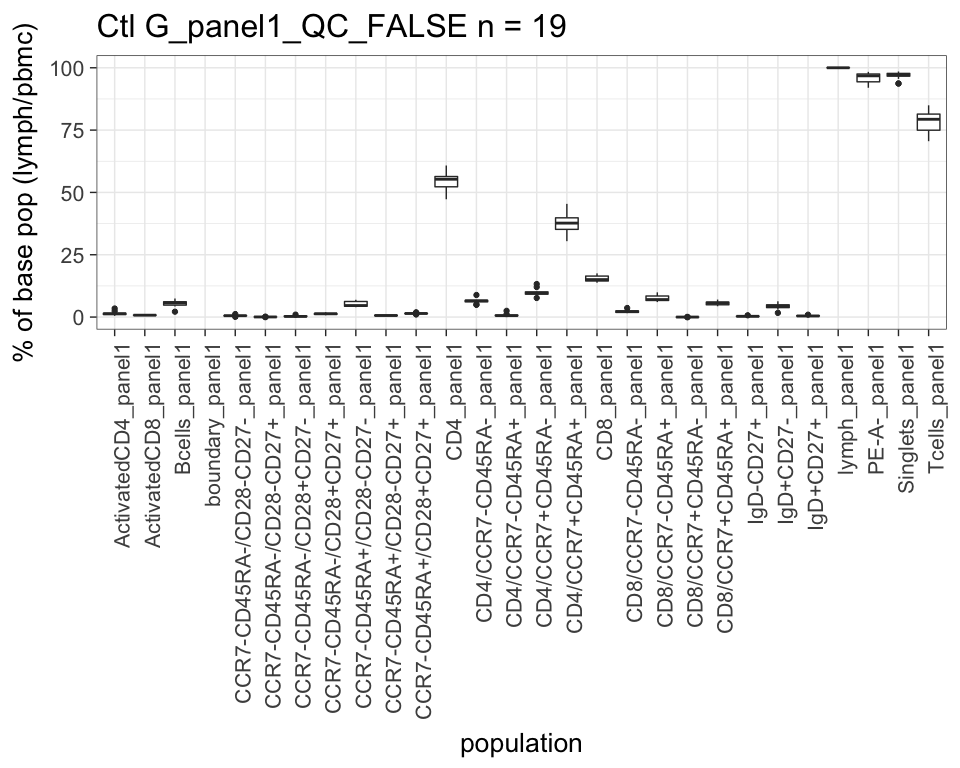 Ctl G_panel1_QC_FALSE n = 19
% of base pop (lymph/pbmc)
100
75
50
25
0
ActivatedCD4_panel1
ActivatedCD8_panel1
Bcells_panel1
boundary_panel1
CCR7-CD45RA-/CD28-CD27-_panel1
CCR7-CD45RA-/CD28-CD27+_panel1
CCR7-CD45RA-/CD28+CD27-_panel1
CCR7-CD45RA-/CD28+CD27+_panel1
CCR7-CD45RA+/CD28-CD27-_panel1
CCR7-CD45RA+/CD28-CD27+_panel1
CCR7-CD45RA+/CD28+CD27+_panel1
CD4_panel1
CD4/CCR7-CD45RA-_panel1
CD4/CCR7-CD45RA+_panel1
CD4/CCR7+CD45RA-_panel1
CD4/CCR7+CD45RA+_panel1
CD8_panel1
CD8/CCR7-CD45RA-_panel1
CD8/CCR7-CD45RA+_panel1
CD8/CCR7+CD45RA-_panel1
CD8/CCR7+CD45RA+_panel1
IgD-CD27+_panel1
IgD+CD27-_panel1
IgD+CD27+_panel1
lymph_panel1
PE-A-_panel1
Singlets_panel1
Tcells_panel1
population